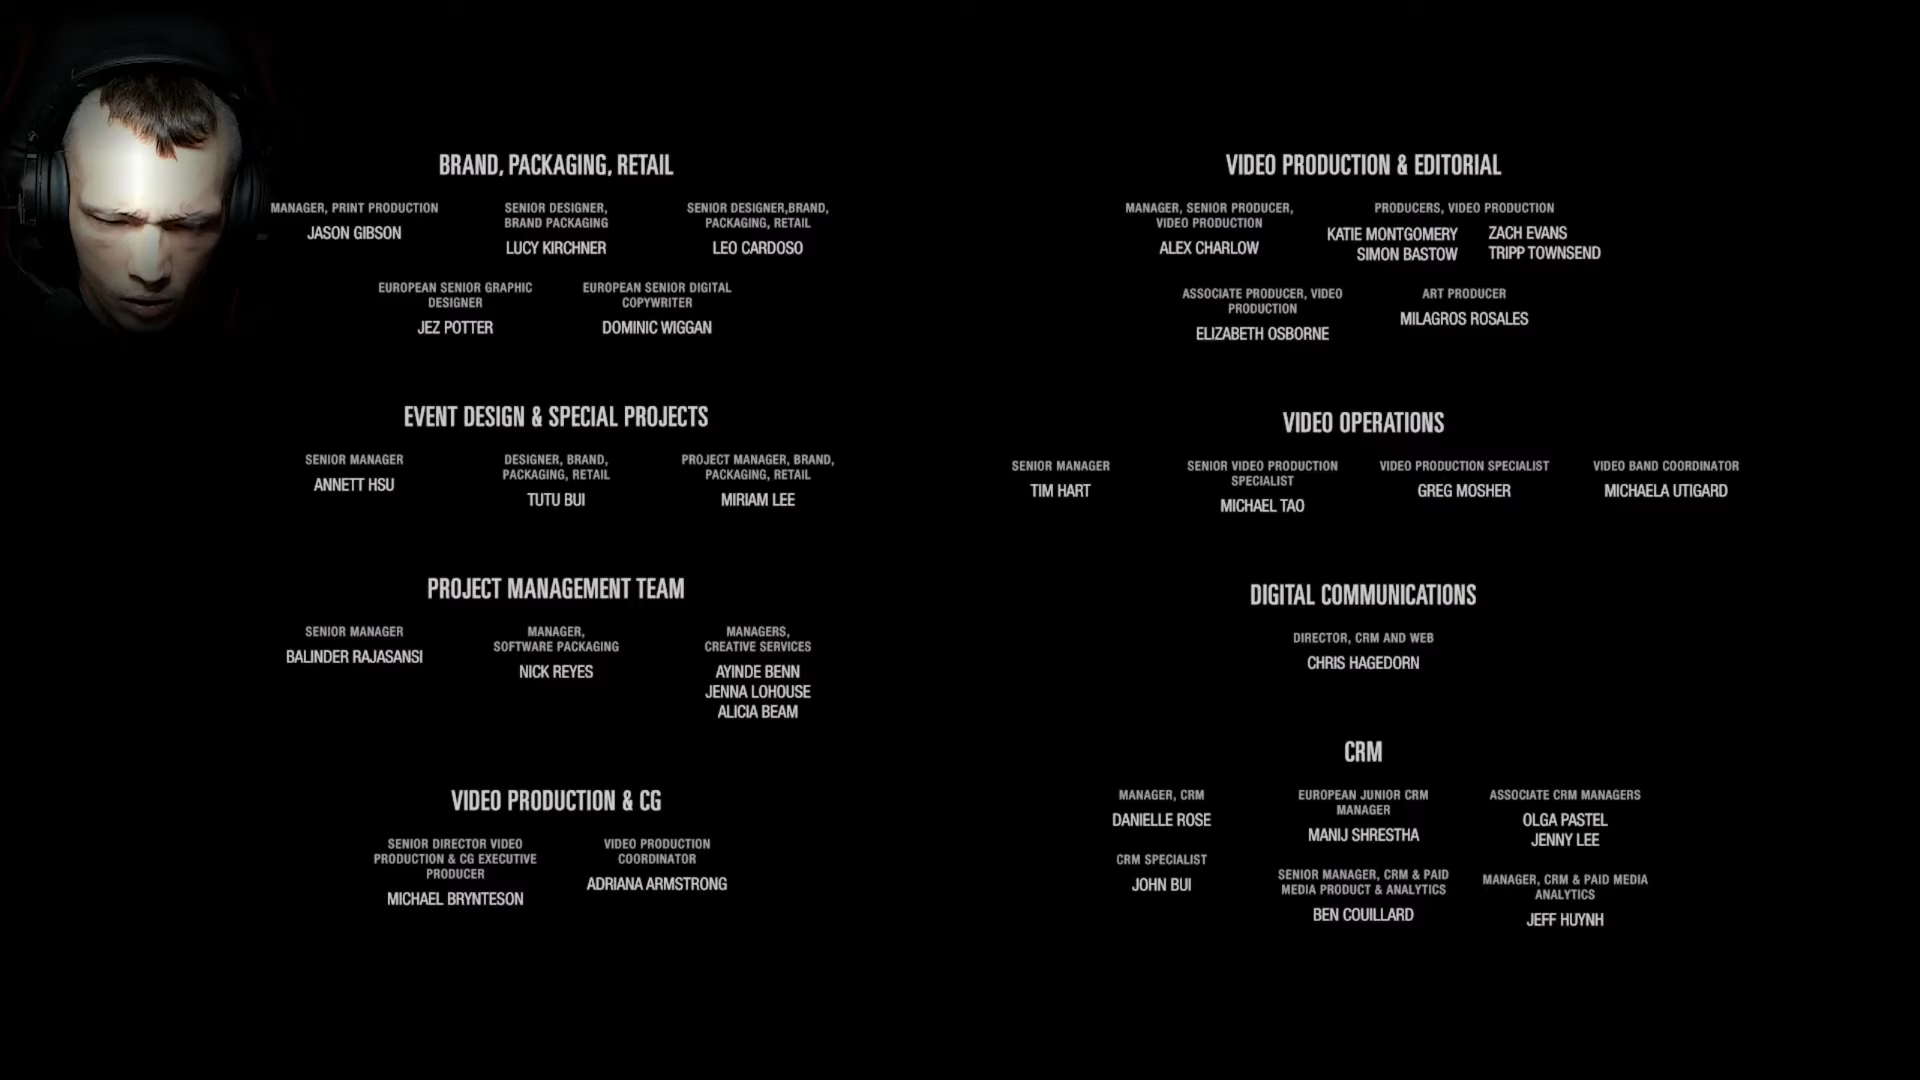 BRAND, PACKAGING, RETAIL
MANAGER, PRINT PRODUCTION
JASON GIBSON
SENIOR DESIGNER,
BRAND PACKAGING
LUCY KIRCHNER
SENIOR DESIGNER,BRAND,
PACKAGING, RETAIL
LEO CARDOSO
EUROPEAN SENIOR GRAPHIC
DESIGNER
JEZ POTTER
EUROPEAN SENIOR DIGITAL
COPYWRITER
DOMINIC WIGGAN
EVENT DESIGN & SPECIAL PROJECTS
SENIOR MANAGER
ANNETT HSU
DESIGNER, BRAND,
PACKAGING, RETAIL
TUTU BUI
PROJECT MANAGER, BRAND,
PACKAGING, RETAIL
MIRIAM LEE
PROJECT MANAGEMENT TEAM
SENIOR MANAGER
BALINDER RAJASANSI
MANAGER,
SOFTWARE PACKAGING
NICK REYES
MANAGERS,
CREATIVE SERVICES
AYINDE BENN
JENNA LOHOUSE
ALICIA BEAM
VIDEO PRODUCTION & CG
SENIOR DIRECTOR VIDEO
PRODUCTION & CG EXECUTIVE
PRODUCER
MICHAEL BRYNTESON
VIDEO PRODUCTION
COORDINATOR
ADRIANA ARMSTRONG
VIDEO PRODUCTION & EDITORIAL
MANAGER, SENIOR PRODUCER,
VIDEO PRODUCTION
ALEX CHARLOW
PRODUCERS, VIDEO PRODUCTION
KATIE MONTGOMERY
SIMON BASTOW
ZACH EVANS
TRIPP TOWNSEND
ASSOCIATE PRODUCER, VIDEO
PRODUCTION
ELIZABETH OSBORNE
ART PRODUCER
MILAGROS ROSALES
VIDEO OPERATIONS
SENIOR MANAGER
TIM HART
SENIOR VIDEO PRODUCTION
SPECIALIST
MICHAEL TAO
VIDEO PRODUCTION SPECIALIST
GREG MOSHER
VIDEO BAND COORDINATOR
MICHAELA UTIGARD
DIGITAL COMMUNICATIONS
DIRECTOR, CRM AND WEB
CHRIS HAGEDORN
CRM
MANAGER, CRM
DANIELLE ROSE
EUROPEAN JUNIOR CRM
MANAGER
MANIJ SHRESTHA
ASSOCIATE CRM MANAGERS
OLGA PASTEL
JENNY LEE
CRM SPECIALIST
JOHN BUI
SENIOR MANAGER, CRM & PAID
MEDIA PRODUCT & ANALYTICS
BEN COUILLARD
MANAGER, CRM & PAID MEDIA
ANALYTICS
JEFF HUYNH